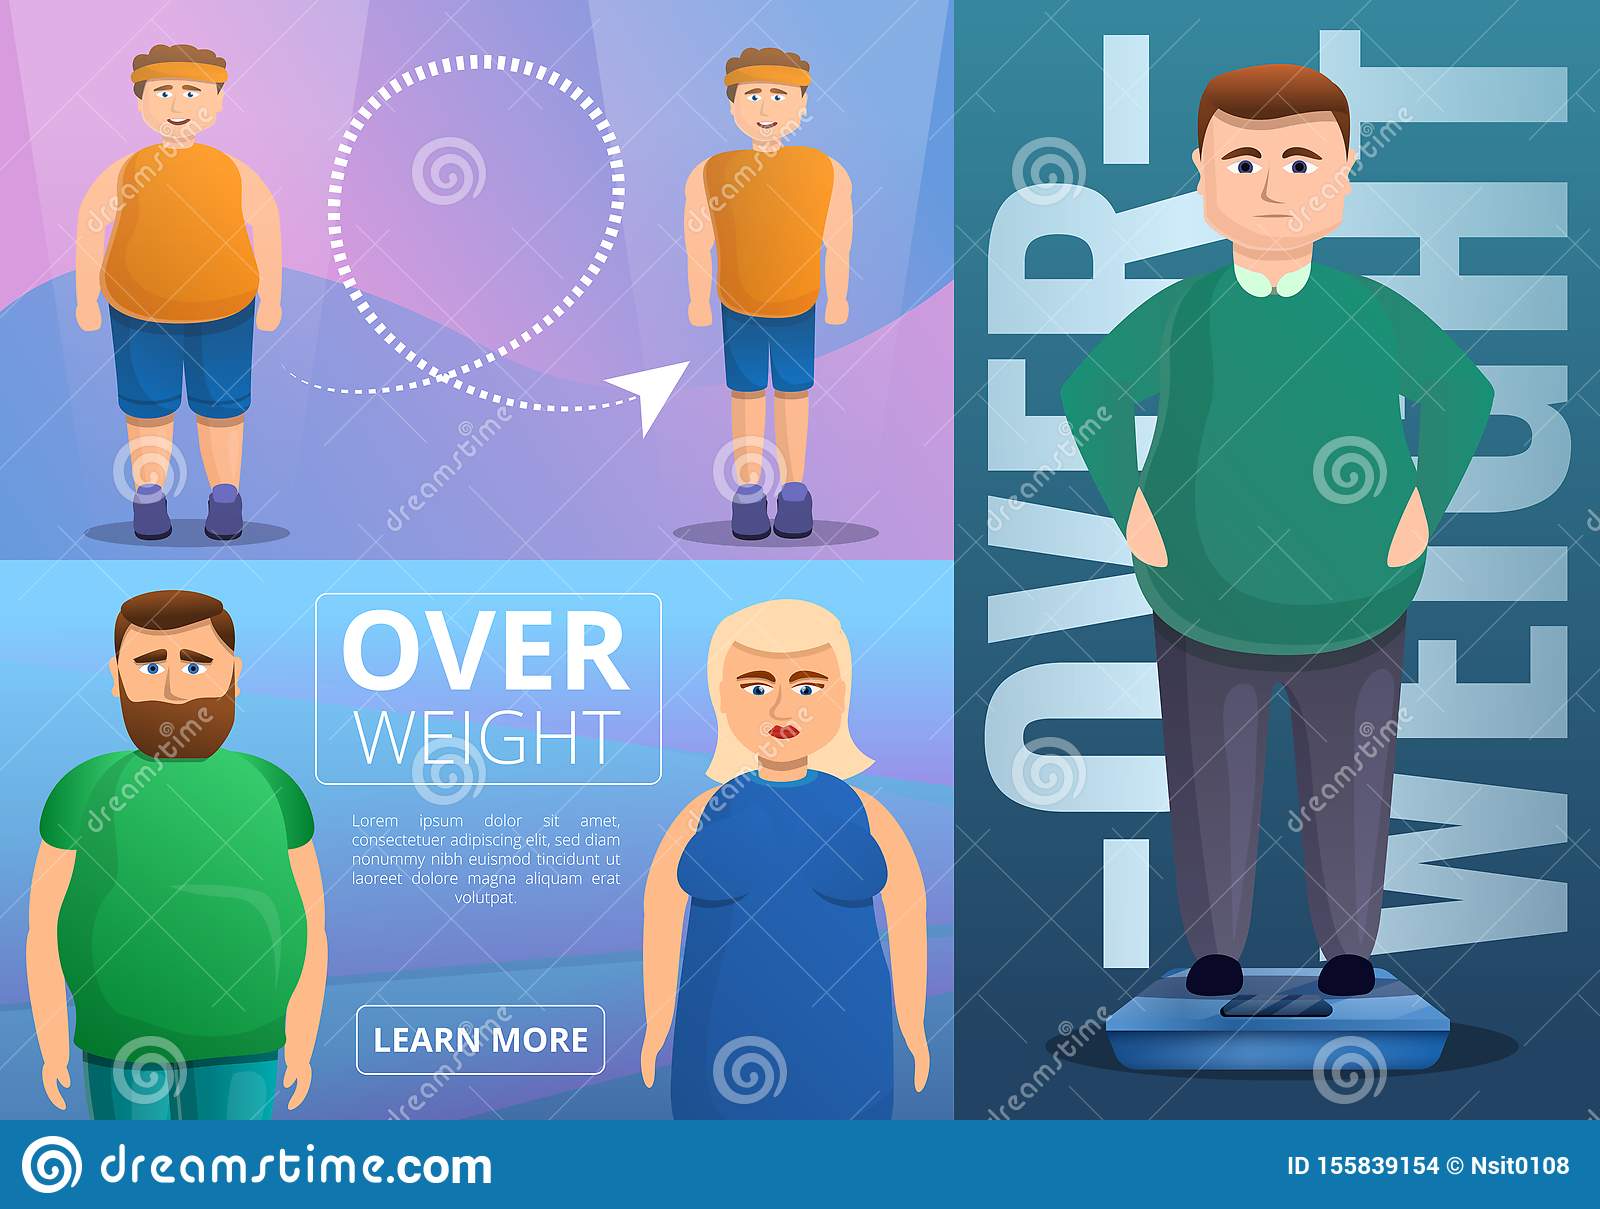 OVER
WEIGHT
Lorem ipsum dolor sit amet,
consectetuer adipiscing elit, sed diam
nonummy nibh euismod tincidunt ut
laoreet dolore magna aliquam erat
volutpat.
LEARN MORE
-OVER-
WEIGHT
dreamstime.com
ID 155839154 © Nsit0108